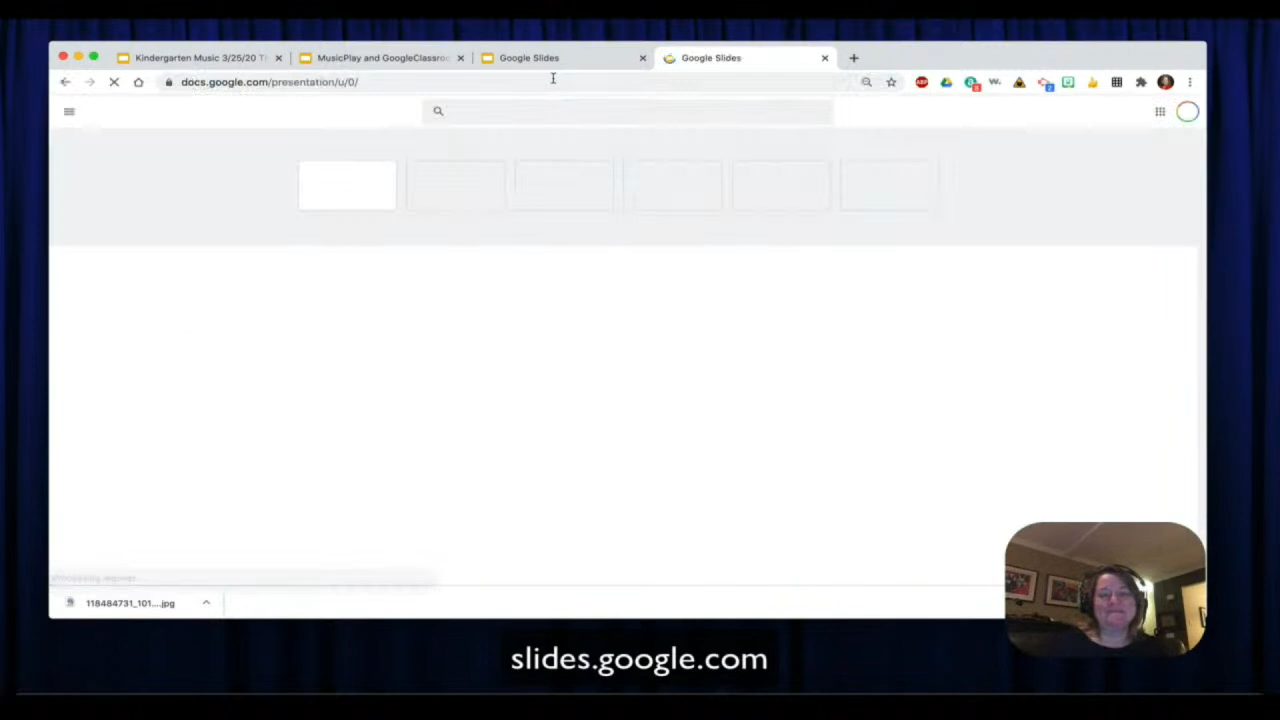 Kindergarten Music 3/25/20 T
MusicPlay and GoogleClassroo
Google Slides
Google Slides
docs.google.com/presentation/u/0/
118484731_101....jpg
slides.google.com